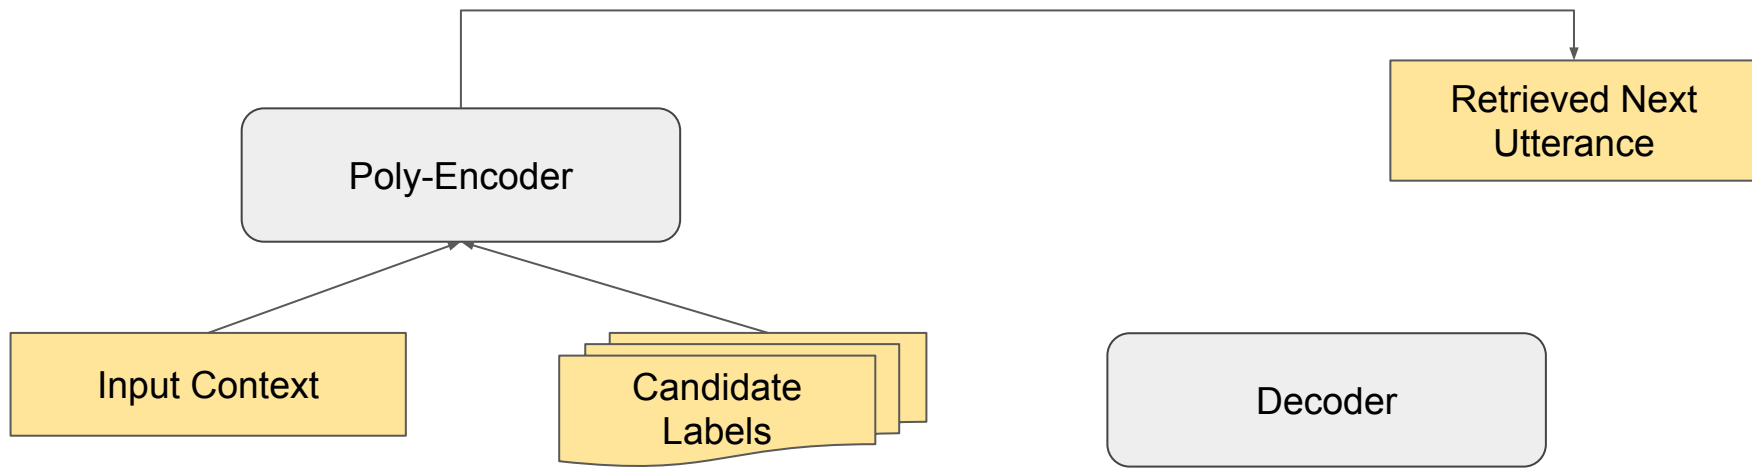 Retrieved Next
Utterance
Poly-Encoder
Input Context
Candidate
Labels
Decoder